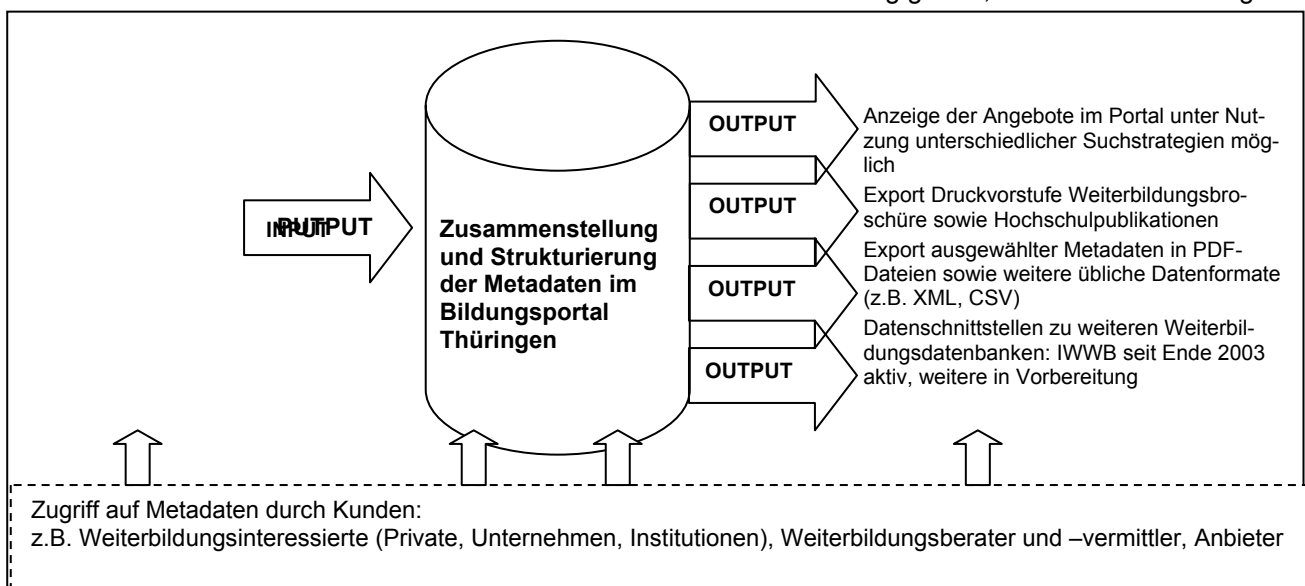 OUTPUT
Anzeige der Angebote im Portal unter Nut-
zung unterschiedlicher Suchstrategien mög-
lich
OUTPUT
Export Druckvorstufe Weiterbildungsbro-
schüre sowie Hochschulpublikationen
INPUT
Zusammenstellung
und Strukturierung
der Metadaten im
Bildungsportal
Thüringen
OUTPUT
Export ausgewählter Metadaten in PDF-
Dateien sowie weitere übliche Datenformate
(z.B. XML, CSV)
OUTPUT
Datenschnittstellen zu weiteren Weiterbil-
dungsdatenbanken: IWWB seit Ende 2003
aktiv, weitere in Vorbereitung
Zugriff auf Metadaten durch Kunden:
z.B. Weiterbildungsinteressierte (Private, Unternehmen, Institutionen), Weiterbildungsberater und –vermittler, Anbieter